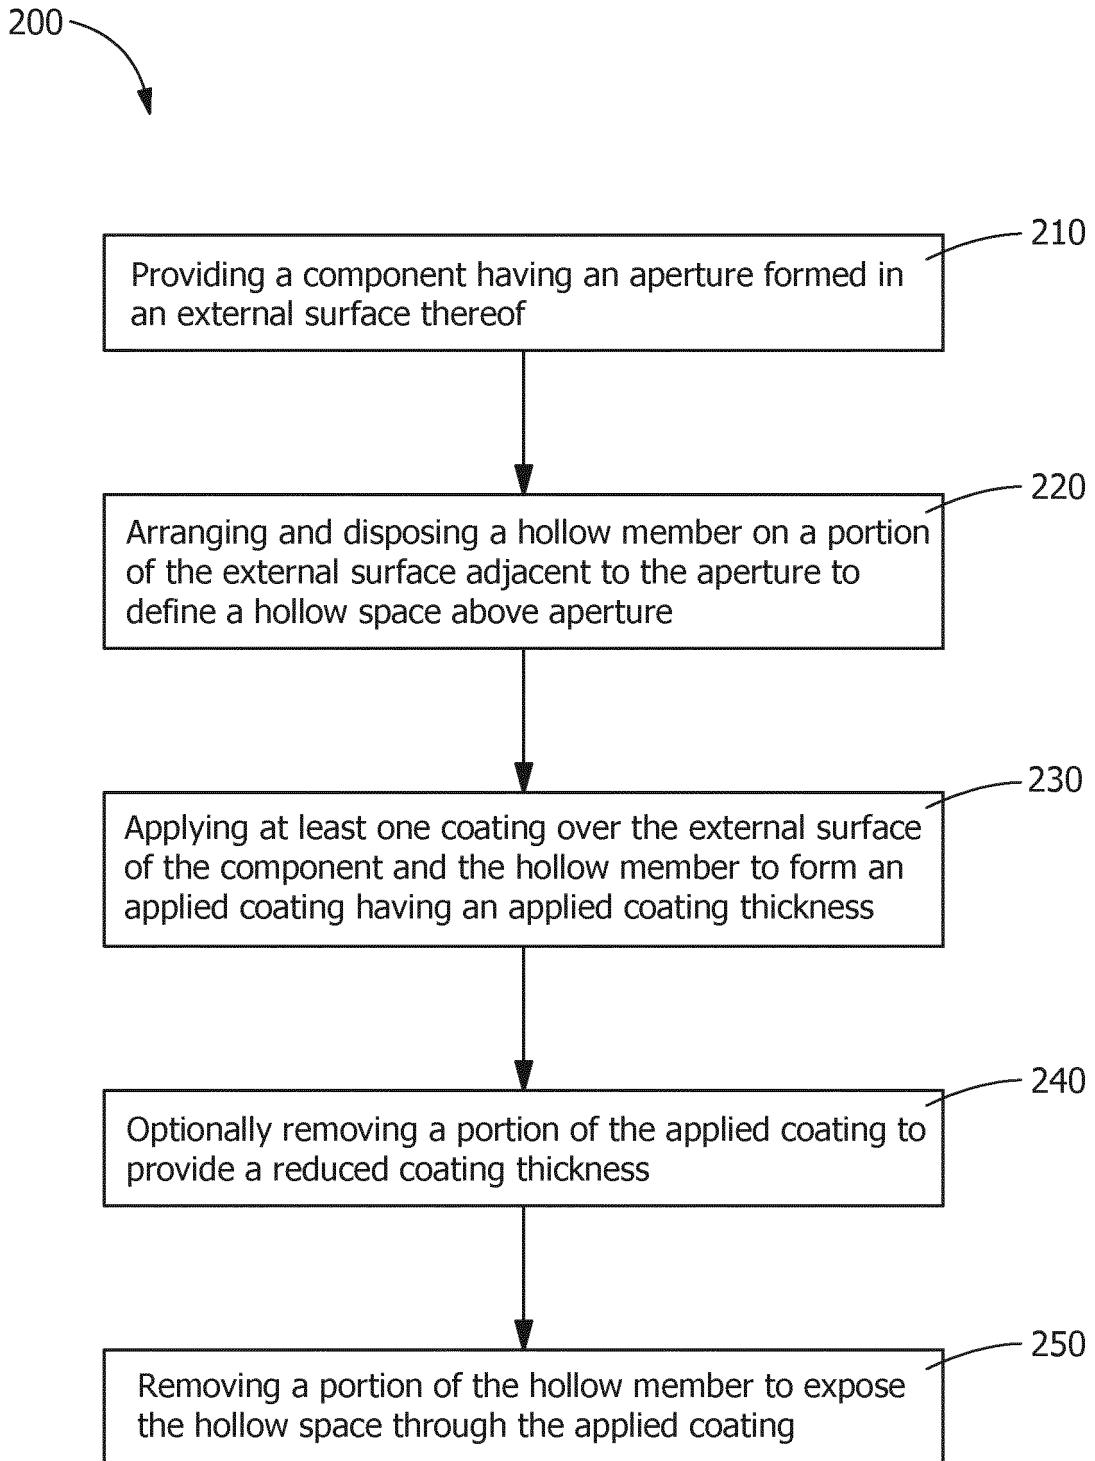 200
210
Providing a component having an aperture formed in
an external surface thereof
220
Arranging and disposing a hollow member on a portion
of the external surface adjacent to the aperture to
define a hollow space above aperture
230
Applying at least one coating over the external surface
of the component and the hollow member to form an
applied coating having an applied coating thickness
240
Optionally removing a portion of the applied coating to
provide a reduced coating thickness
250
Removing a portion of the hollow member to expose
the hollow space through the applied coating